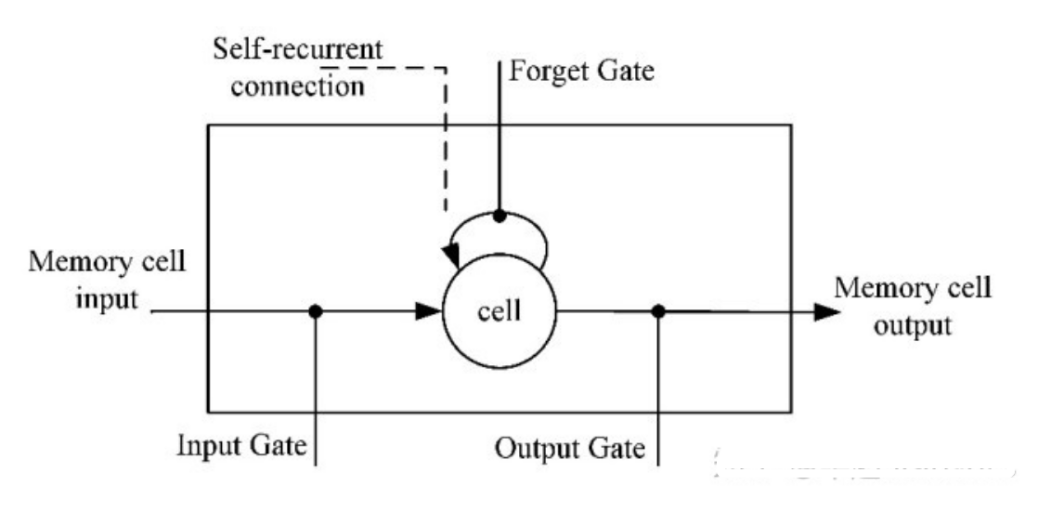 Self-recurrent
connection
Forget Gate
Memory cell
input
cell
Memory cell
output
Input Gate
Output Gate